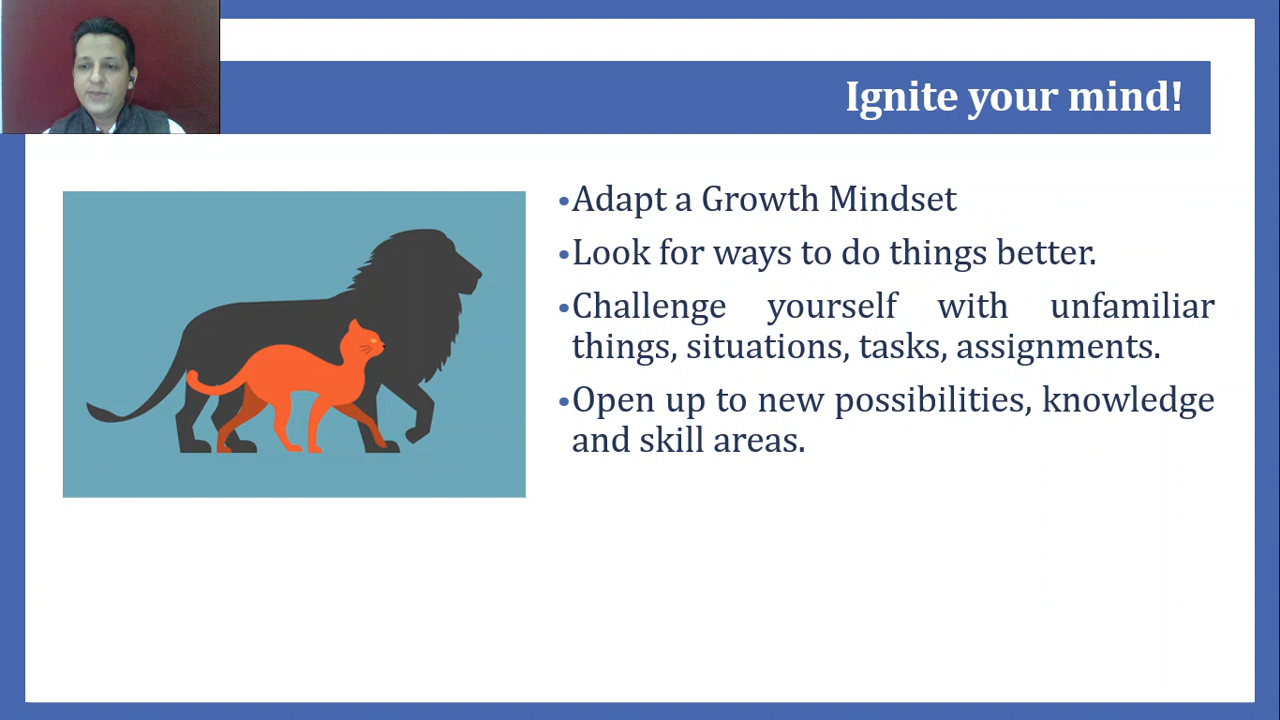 Ignite your mind!
•Adapt a Growth Mindset
•Look for ways to do things better.
•Challenge yourself with unfamiliar
things, situations, tasks, assignments.
•Open up to new possibilities, knowledge
and skill areas.